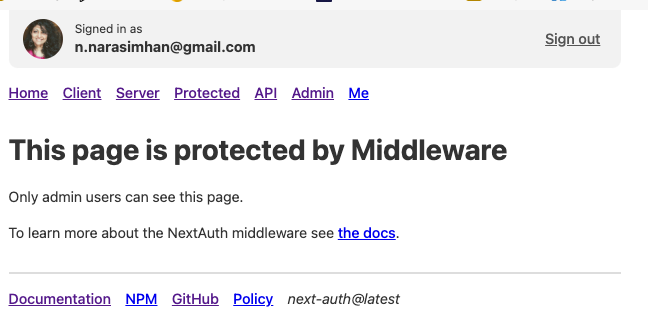 Signed in as
n.narasimhan@gmail.com
Sign out
Home Client Server Protected API Admin Me
This page is protected by Middleware
Only admin users can see this page.
To learn more about the NextAuth middleware see the docs.
Documentation NPM GitHub Policy next-auth@latest